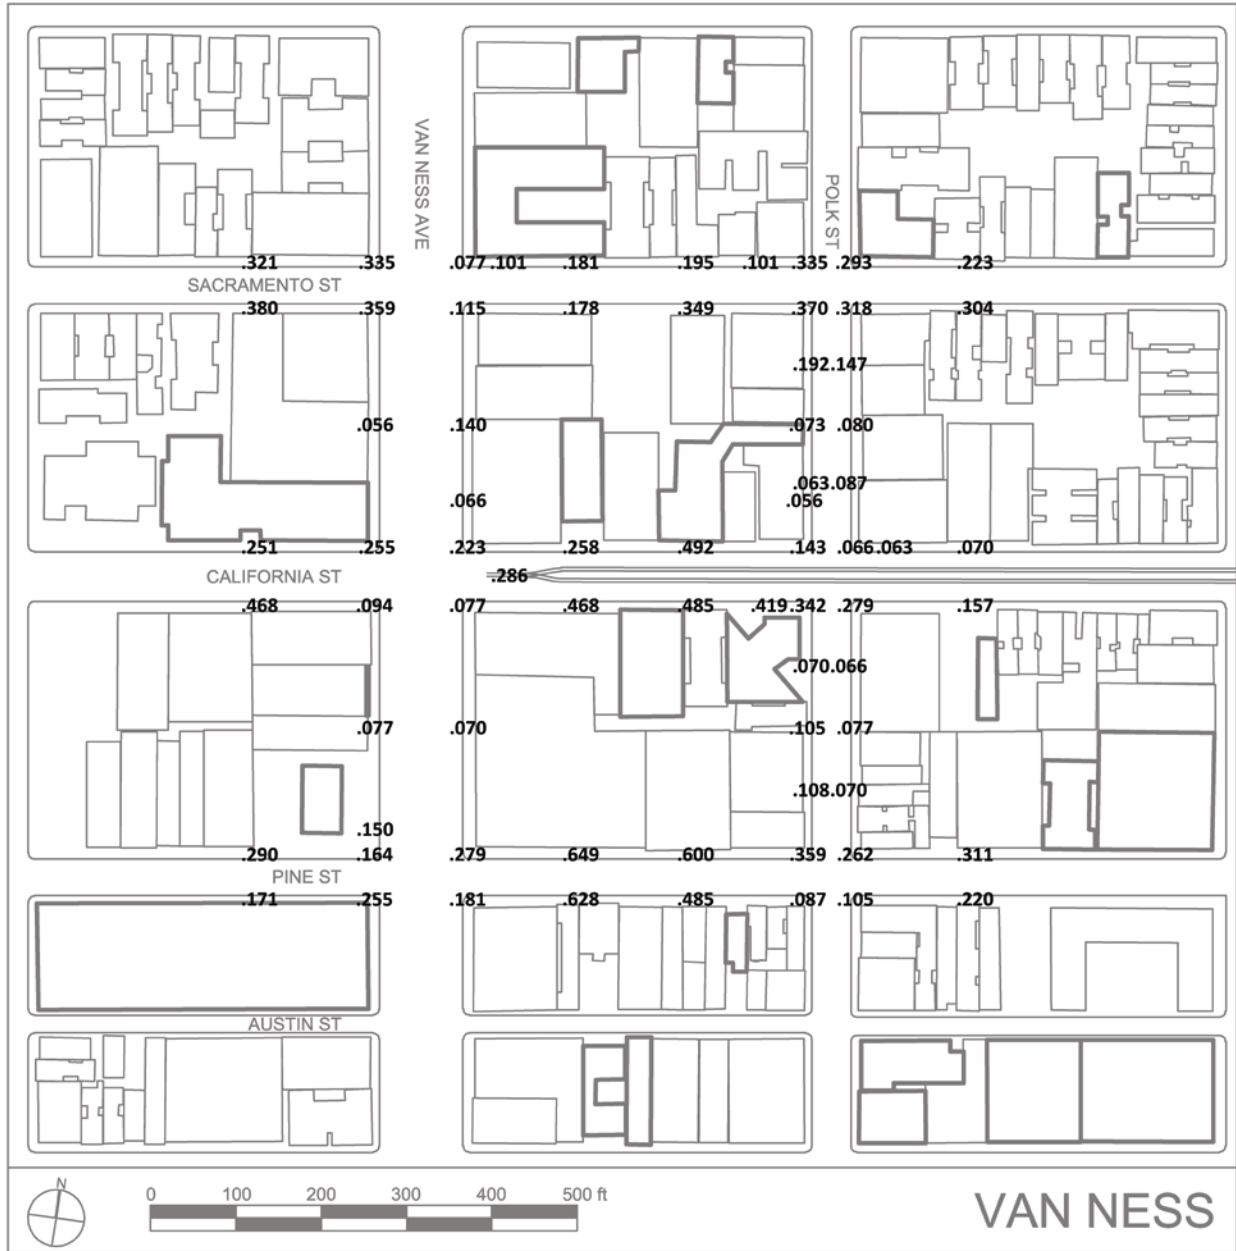 VAN NESS AVE
POLK ST
.321 .335 .077 .101 .181 .195 .101 .335 .293 .223
SACRAMENTO ST
.380 .359 .115 .178 .349 .370 .318 .304
.192 .147
.056 .140 .073 .080
.063 .087
.066 .056
.251 .255 .223 .258 .492 .143 .066 .063 .070
CALIFORNIA ST .286
.468 .094 .077 .468 .485 .419 .342 .279 .157
.070 .066
.077 .070 .105 .077
.108 .070
.150
.290 .164 .279 .649 .600 .359 .262 .311
PINE ST
.171 .255 .181 .628 .485 .087 .105 .220
AUSTIN ST
N
0 100 200 300 400 500 ft
VAN NESS